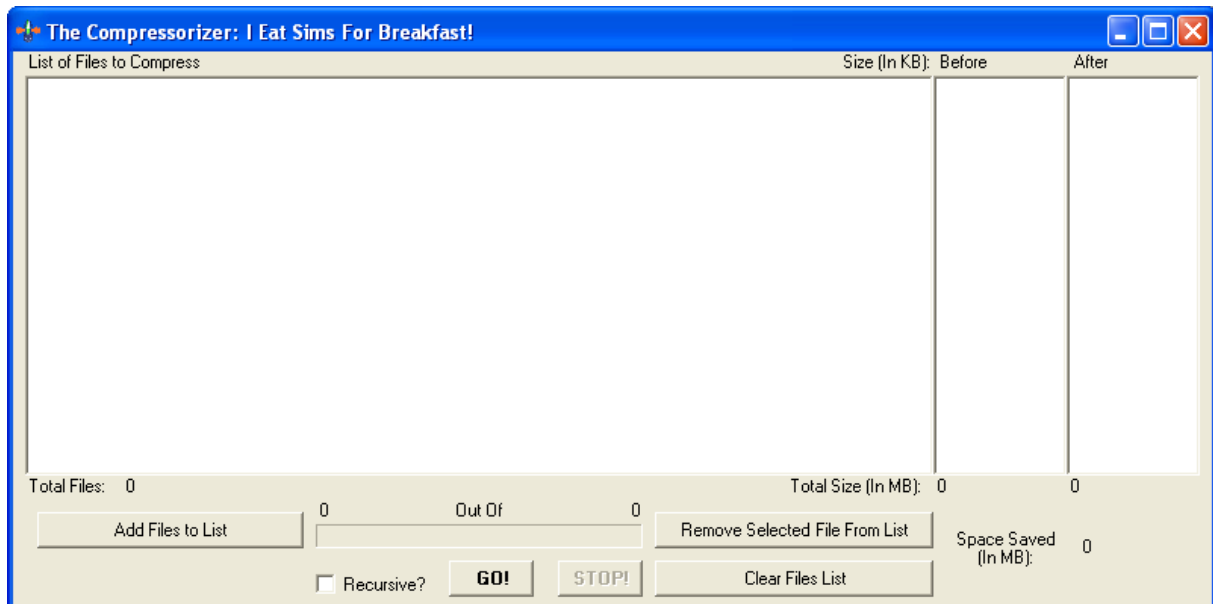 The Compressorizer: I Eat Sims For Breakfast!
List of Files to Compress Size (In KB): Before After
Total Files: 0 Total Size (In MB): 0 0
0 Out Of 0
Add Files to List Remove Selected File From List
Space Saved
(In MB): 0
Recursive? GO! STOP! Clear Files List